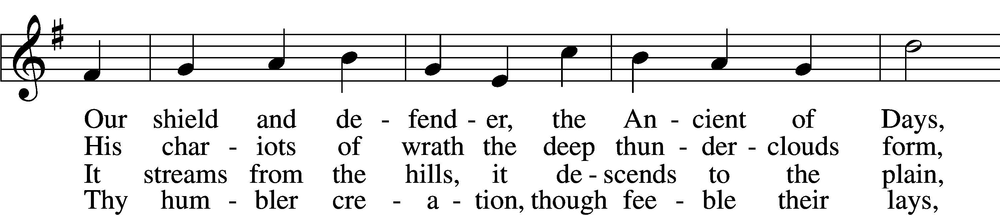 Our shield and de - fend - er, the An - cient of Days,
His char - iots of wrath the deep thun - der - clouds form,
It streams from the hills, it de - scends to the plain,
Thy hum - bler cre - a - tion, though fee - ble their lays,